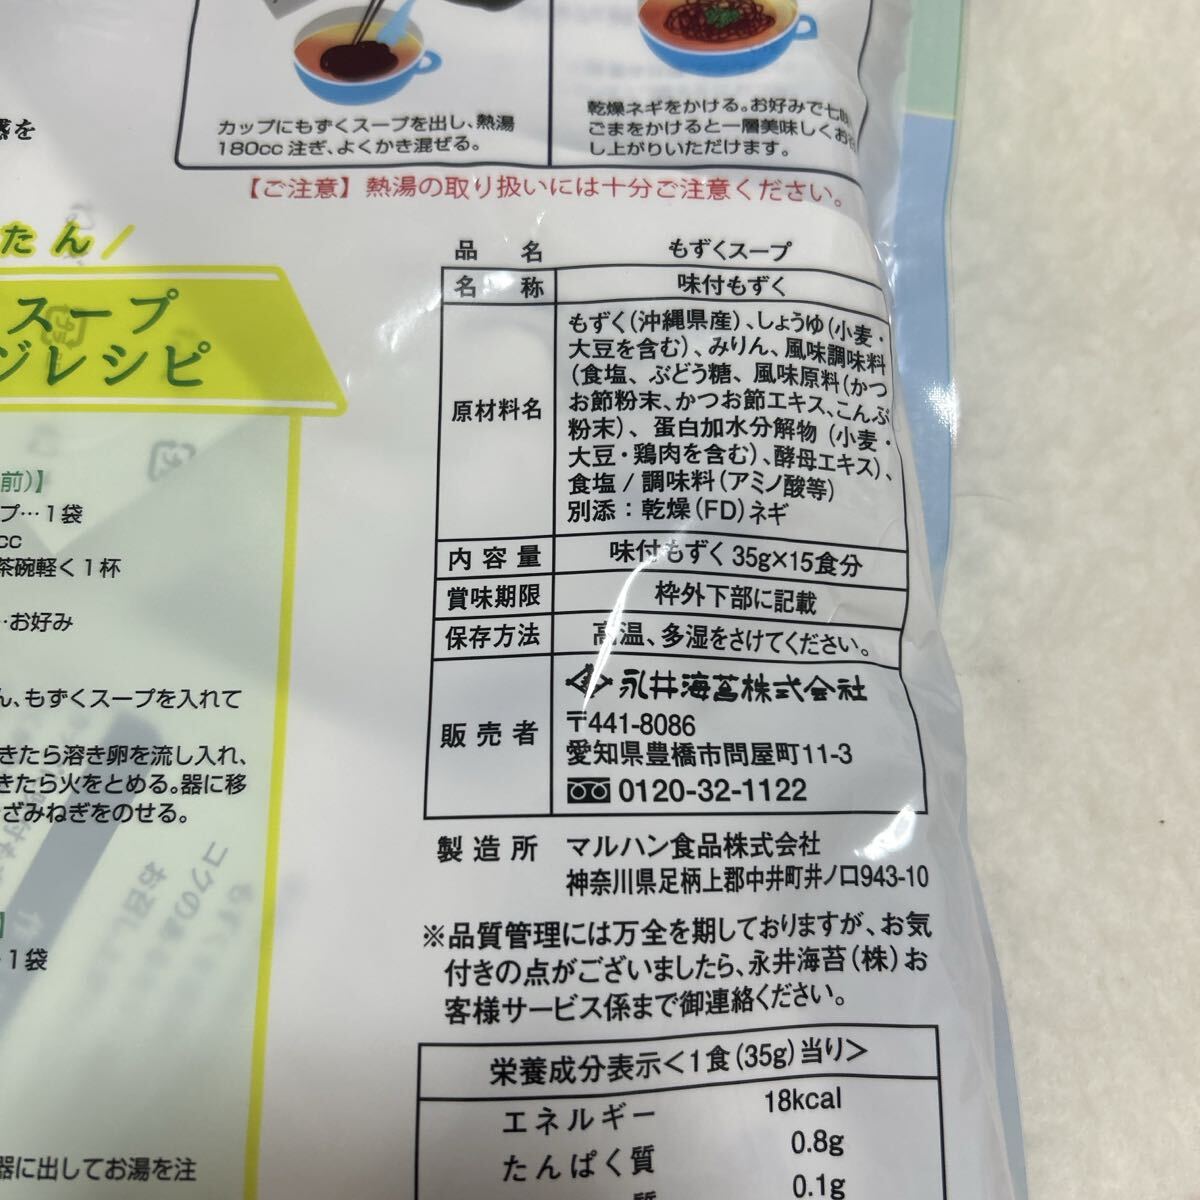 カップにもずくスープを出し、熱湯
180cc 注ぎ、よくかき混ぜる。
乾燥ネギをかける。お好みで七味
ごまをかけると一層美味しくお召
し上がりいただけます。
【ご注意】熱湯の取り扱いには十分ご注意ください。
感を
たん
スープ
ジレシピ
前)】
プ…1袋
cc
茶碗軽く1杯
…お好み
ん、もずくスープを入れて
きたら溶き卵を流し入れ、
きたら火をとめる。器に移
きざみねぎをのせる。
】
1袋
器に出してお湯を注
品名 もずくスープ
名称 味付もずく
原材料名
もずく(沖縄県産)、しょうゆ(小麦・
大豆を含む)、みりん、風味調味料
(食塩、ぶどう糖、風味原料(かつ
お節粉末、かつお節エキス、こんぶ
粉末)、蛋白加水分解物(小麦・
大豆・鶏肉を含む)、酵母エキス)、
食塩/調味料(アミノ酸等)
別添:乾燥(FD)ネギ
内容量 味付もずく35g×15食分
賞味期限 枠外下部に記載
保存方法 高温、多湿をさけてください。
販売者
永井海苔株式会社
〒441-8086
愛知県豊橋市問屋町11-3
0120-32-1122
製造所 マルハン食品株式会社
神奈川県足柄上郡中井町井ノ口943-10
※品質管理には万全を期しておりますが、お気
付きの点がございましたら、永井海苔(株)お
客様サービス係まで御連絡ください。
栄養成分表示<1食(35g)当り>
エネルギー 18kcal
たんぱく質 0.8g
質 0.1g